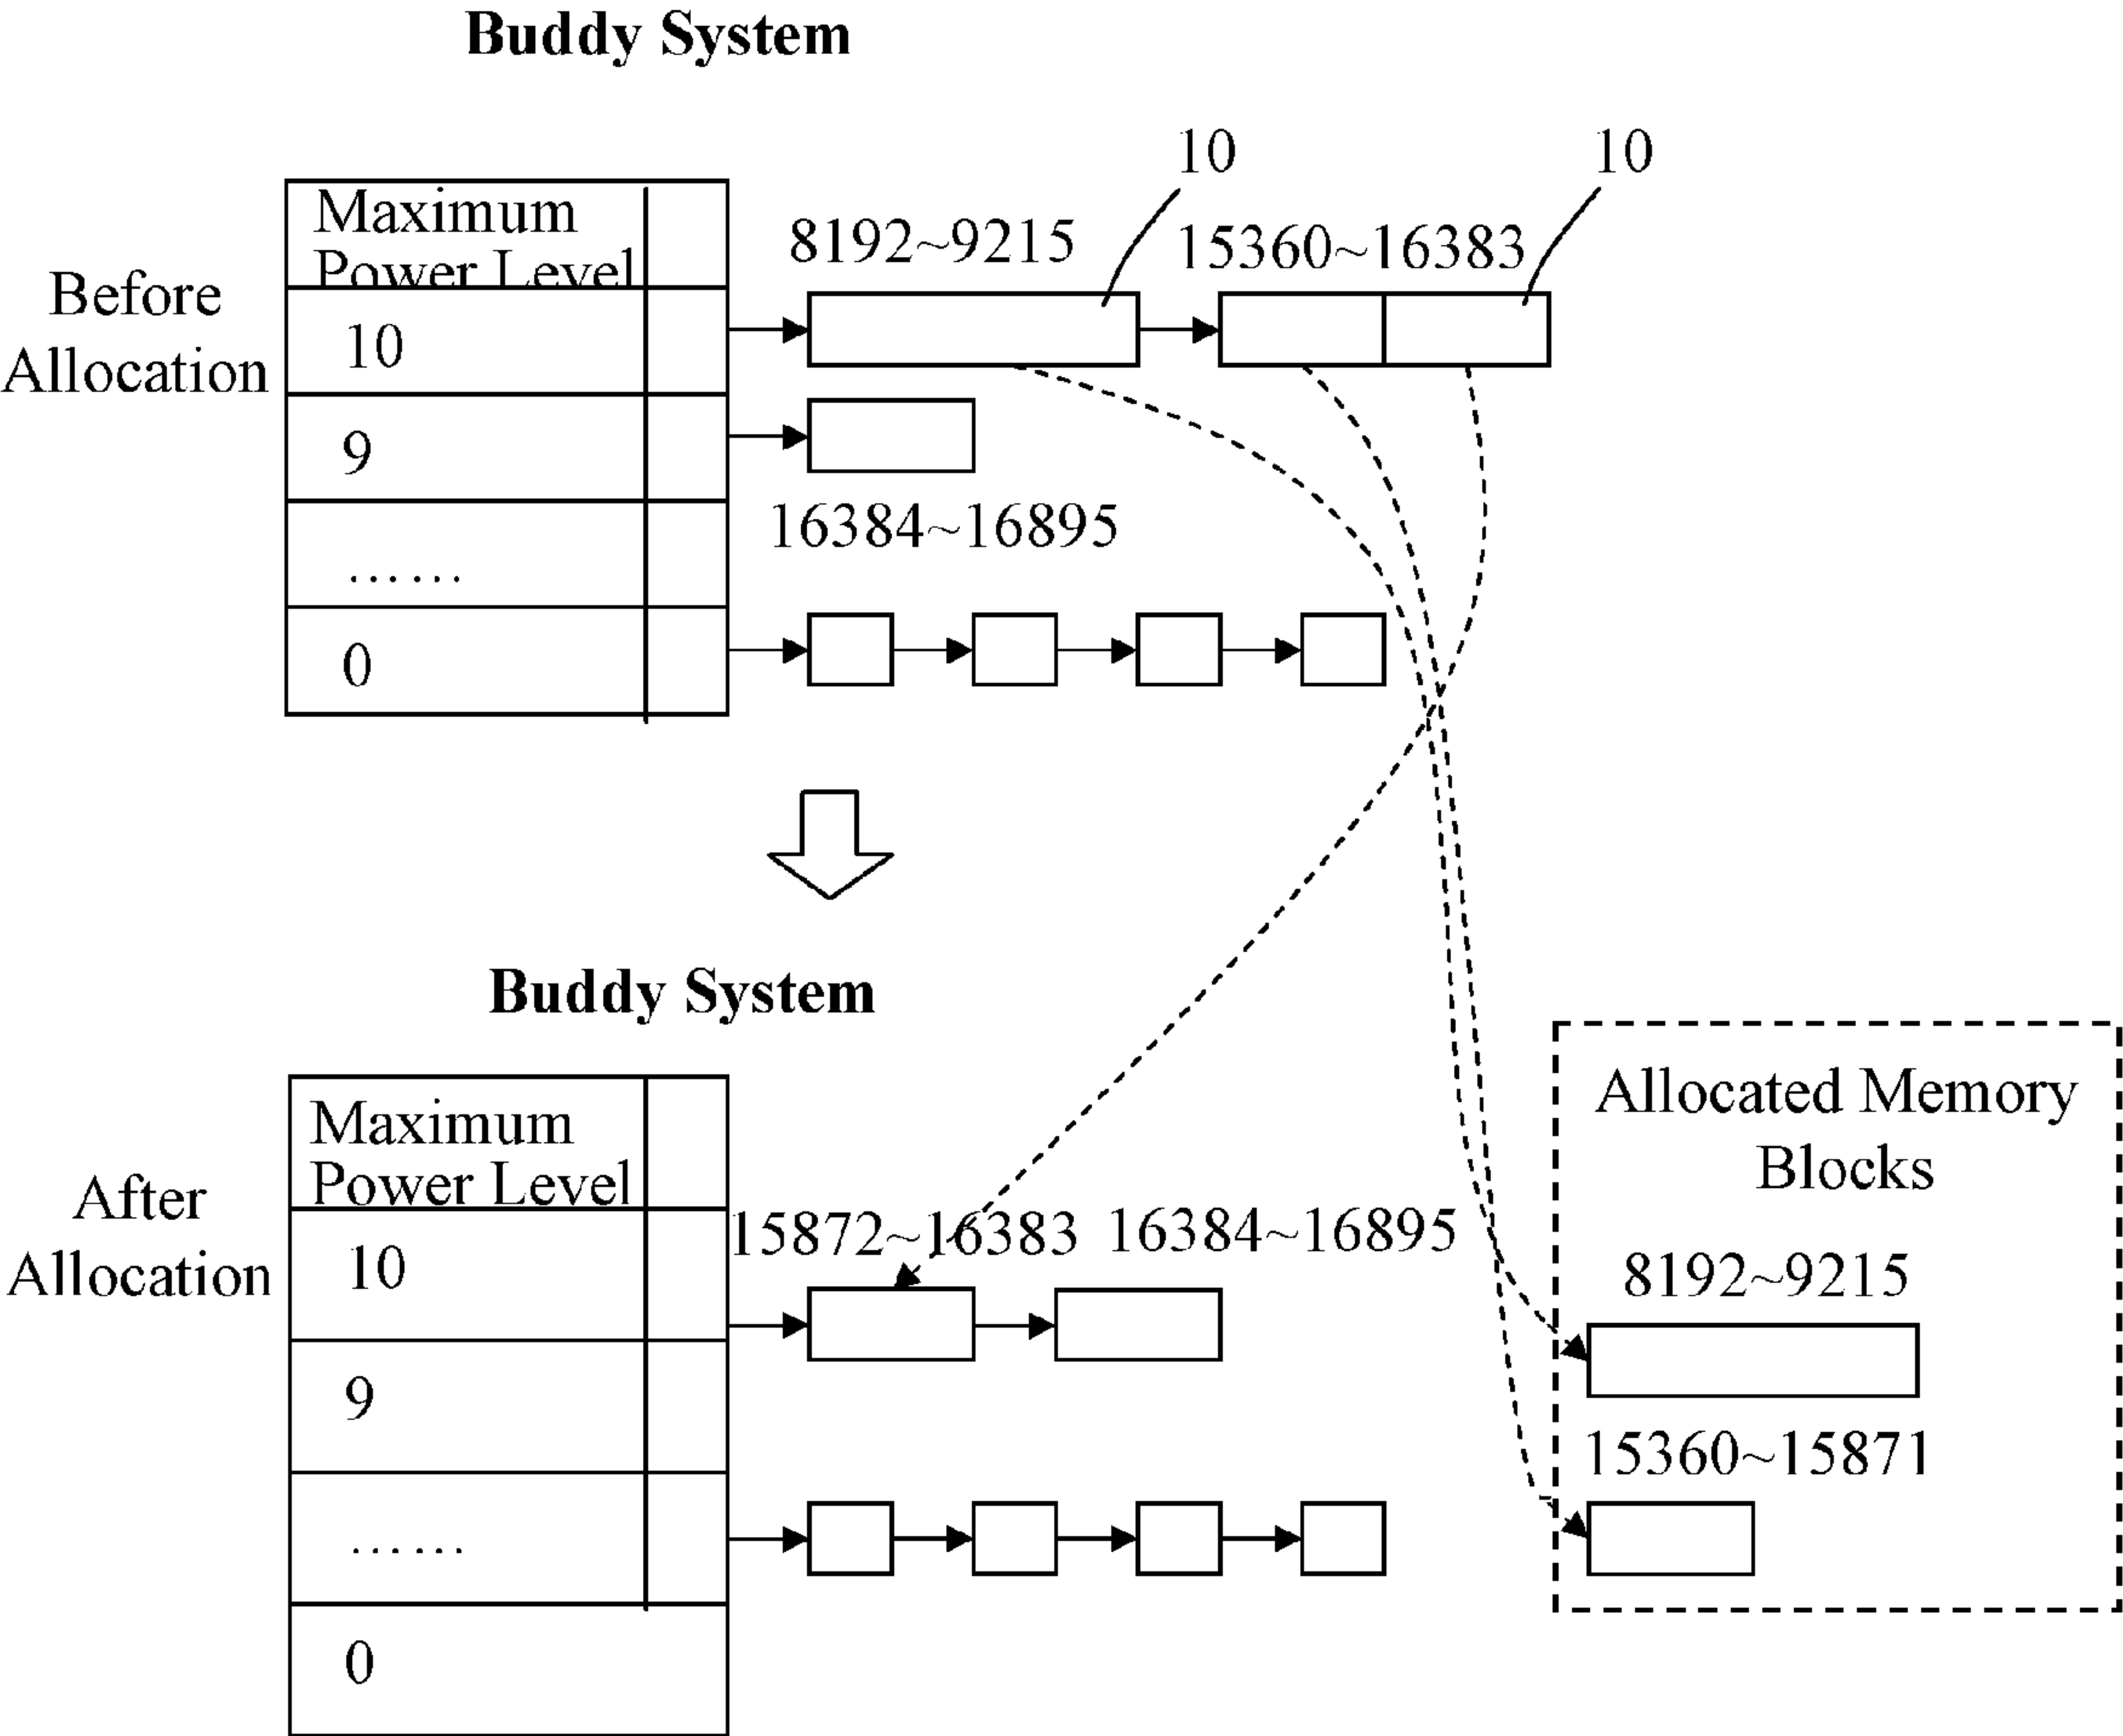 Buddy System
10
10
Maximum
Power Level
8192~9215
15360~16383
Before
Allocation
10
9
16384~16895
......
0
Buddy System
Allocated Memory
Blocks
Maximum
Power Level
After
Allocation
15872~16383
16384~16895
10
8192~9215
9
15360~15871
......
0